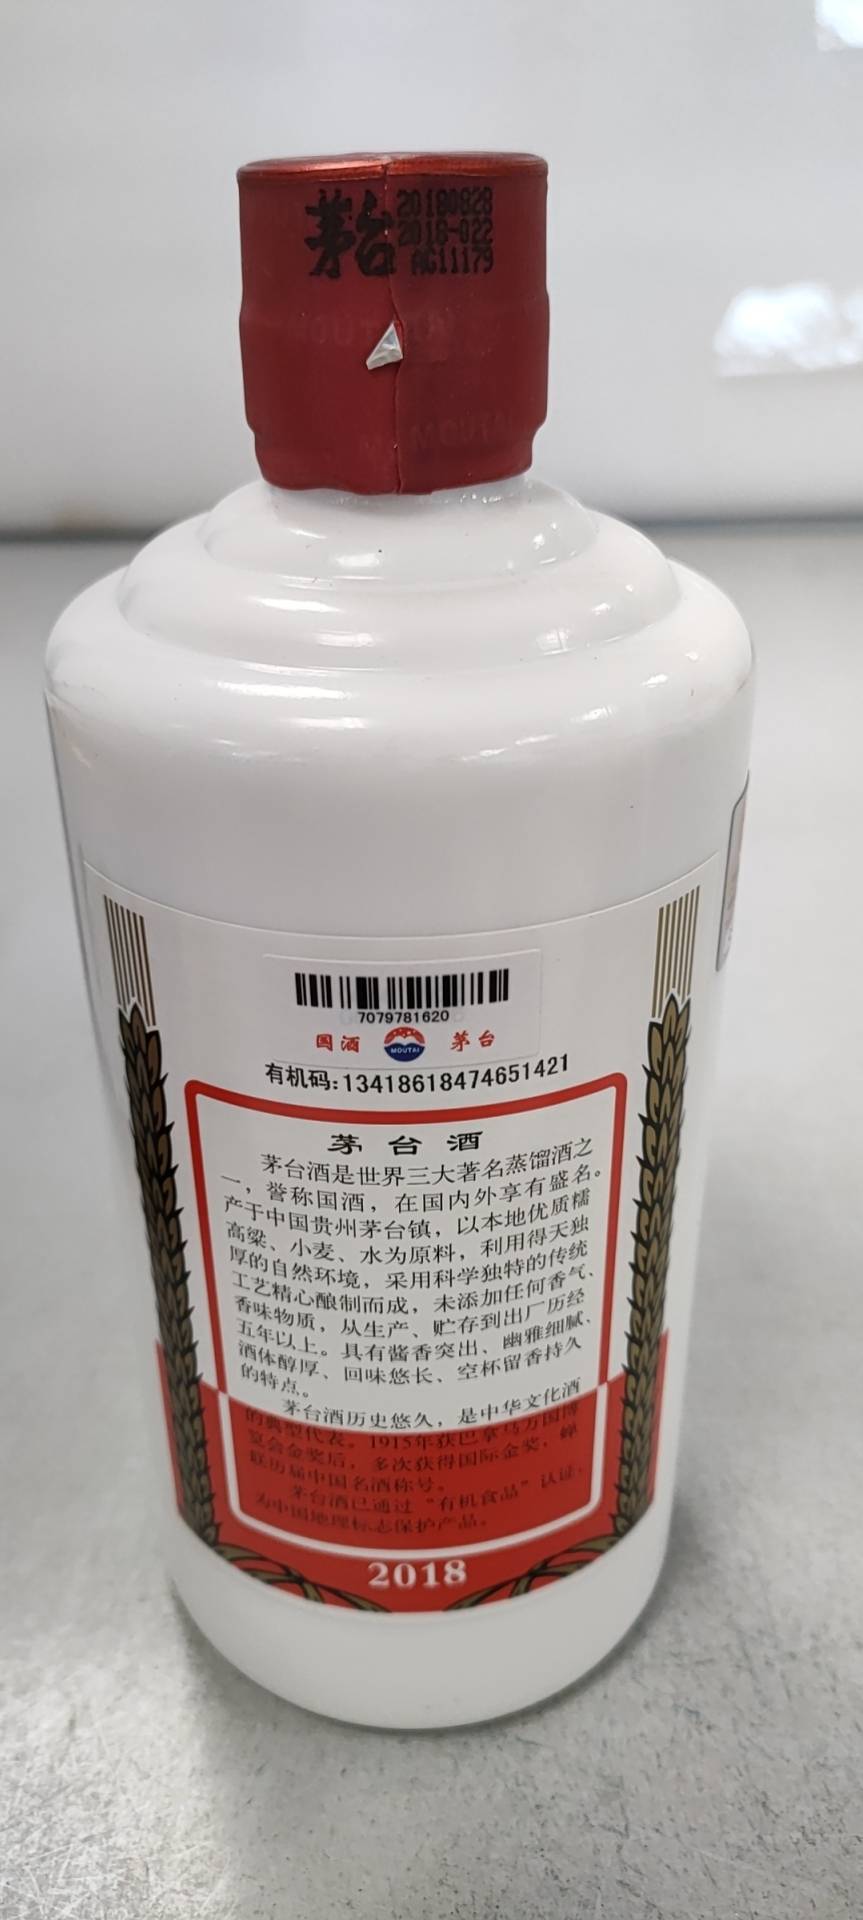 茅台
20180828
2018-022
AG11179
MOUTAI
7079781620
国酒 MOUTAI 茅台
有机码:13418618474651421
茅台酒
茅台酒是世界三大著名蒸馏酒之
一，誉称国酒，在国内外享有盛名。
产于中国贵州茅台镇，以本地优质糯
高粱、小麦、水为原料，利用得天独
厚的自然环境，采用科学独特的传统
工艺精心酿制而成，未添加任何香气、
香味物质，从生产、贮存到出厂历经
五年以上。具有酱香突出、幽雅细腻、
酒体醇厚、回味悠长、空杯留香持久
的特点。
茅台酒历史悠久，是中华文化酒
的典型代表。1915年获巴拿马万国博
览会金奖后，多次获得国际金奖，蝉
联历届中国名酒称号。
茅台酒已通过“有机食品”认证，
为中国地理标志保护产品。
2018